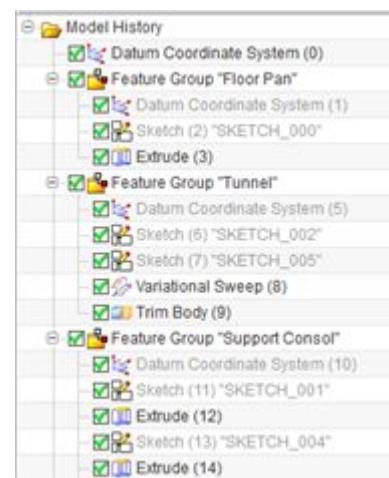 Model History
Datum Coordinate System (0)
Feature Group "Floor Pan"
Datum Coordinate System (1)
Sketch (2) "SKETCH_000"
Extrude (3)
Feature Group "Tunnel"
Datum Coordinate System (5)
Sketch (6) "SKETCH_002"
Sketch (7) "SKETCH_005"
Variational Sweep (8)
Trim Body (9)
Feature Group "Support Consol"
Datum Coordinate System (10)
Sketch (11) "SKETCH_001"
Extrude (12)
Sketch (13) "SKETCH_004"
Extrude (14)